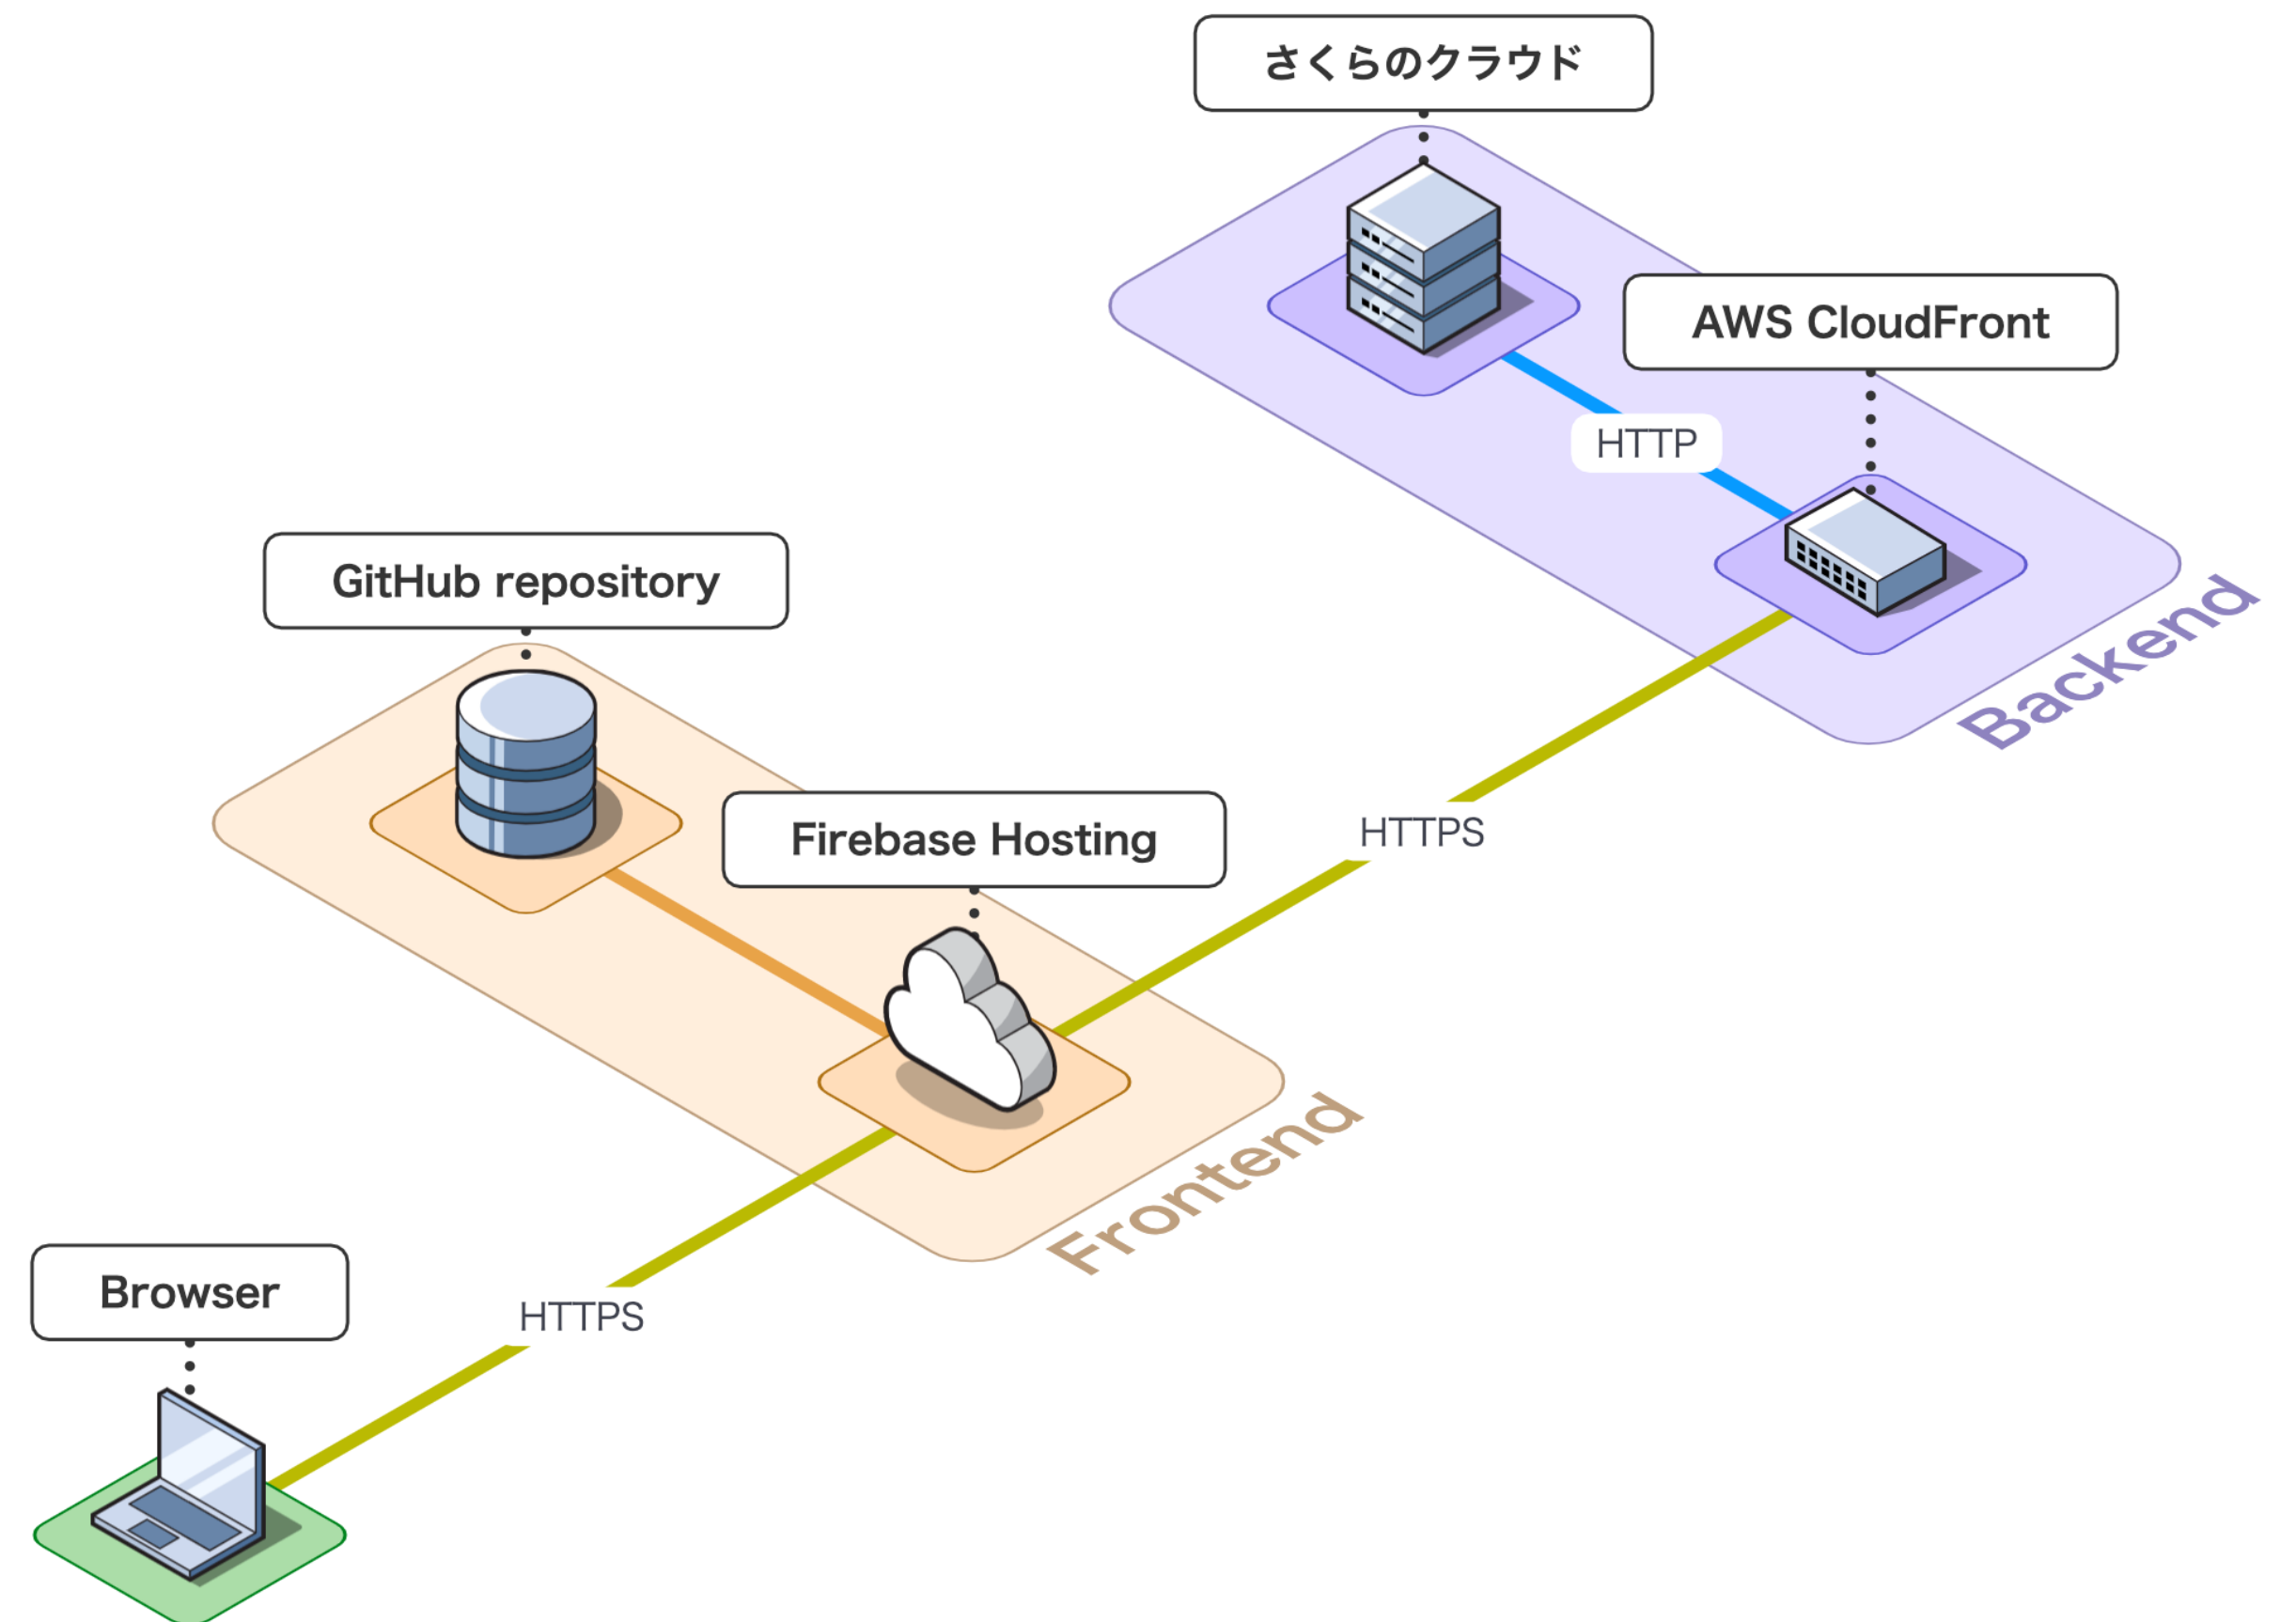 さくらのクラウド
AWS CloudFront
HTTP
Backend
GitHub repository
Firebase Hosting
HTTPS
Frontend
Browser
HTTPS